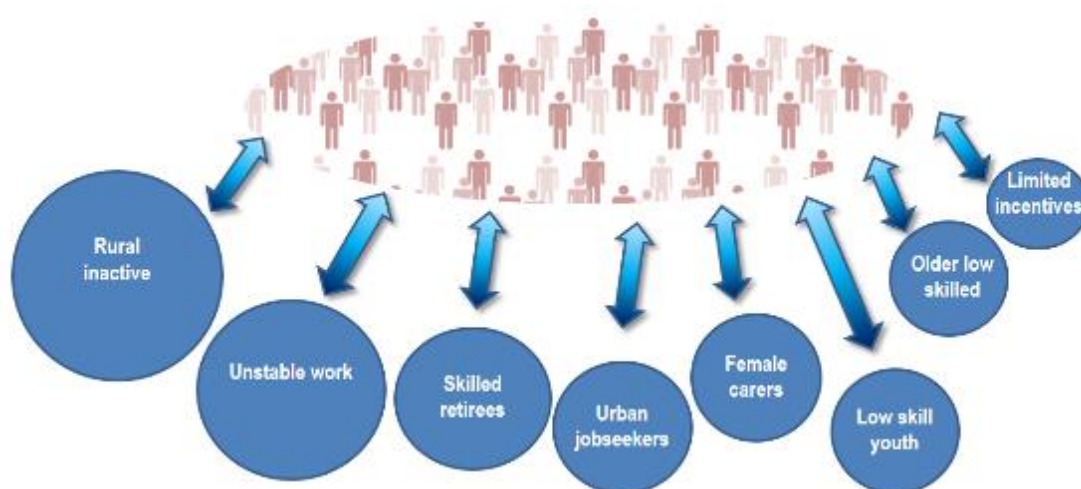 Rural
inactive
Unstable work
Skilled
retirees
Urban
jobseekers
Female
carers
Low skill
youth
Older low
skilled
Limited
incentives